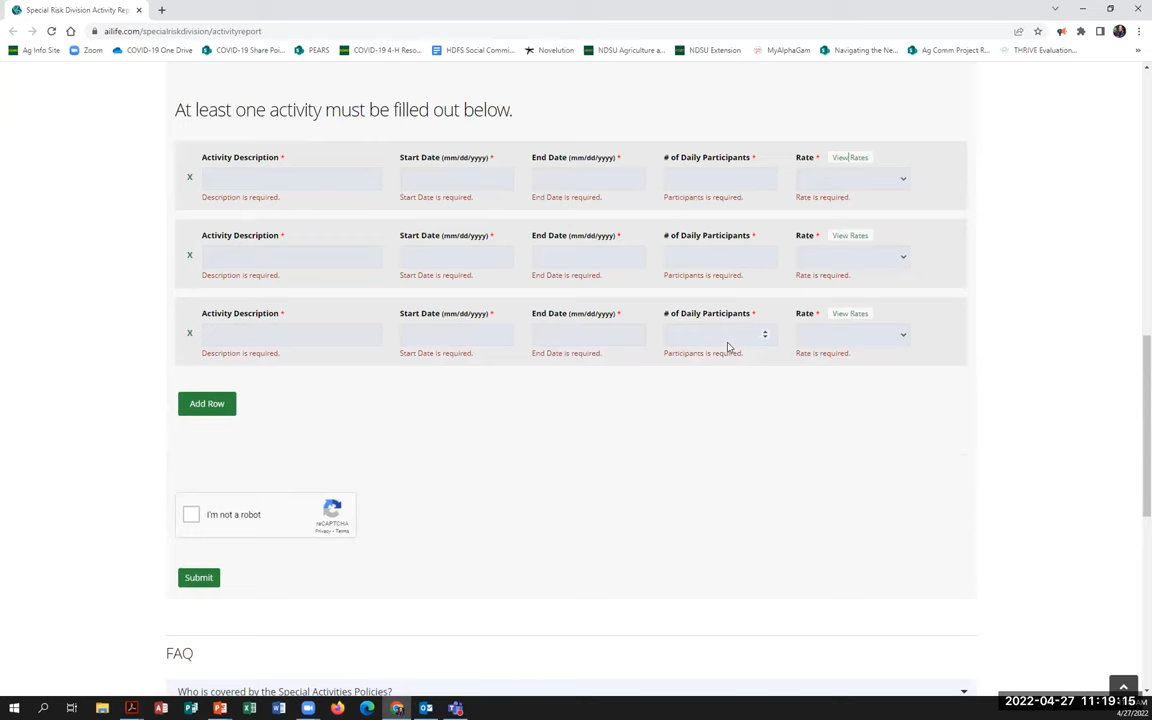 Special Risk Division Activity Rep
ailife.com/specialriskdivision/activityreport
Ag Info Site Zoom COVID-19 One Drive COVID-19 Share Poi... PEARS COVID-19 4-H Reso... HDFS Social Commi... Novelution NDSU Agriculture a... NDSU Extension MyAlphaGam Navigating the Ne... Ag Comm Project R... THRIVE Evaluation... »
At least one activity must be filled out below.
Activity Description * Start Date (mm/dd/yyyy) * End Date (mm/dd/yyyy) * # of Daily Participants * Rate * View Rates
X
Description is required. Start Date is required. End Date is required. Participants is required. Rate is required.
Activity Description * Start Date (mm/dd/yyyy) * End Date (mm/dd/yyyy) * # of Daily Participants * Rate * View Rates
X
Description is required. Start Date is required. End Date is required. Participants is required. Rate is required.
Activity Description * Start Date (mm/dd/yyyy) * End Date (mm/dd/yyyy) * # of Daily Participants * Rate * View Rates
X
Description is required. Start Date is required. End Date is required. Participants is required. Rate is required.
Add Row
I'm not a robot
reCAPTCHA
Privacy - Terms
Submit
FAQ
Who is covered by the Special Activities Policies?
2022-04-27 11:19:15
4/27/2022